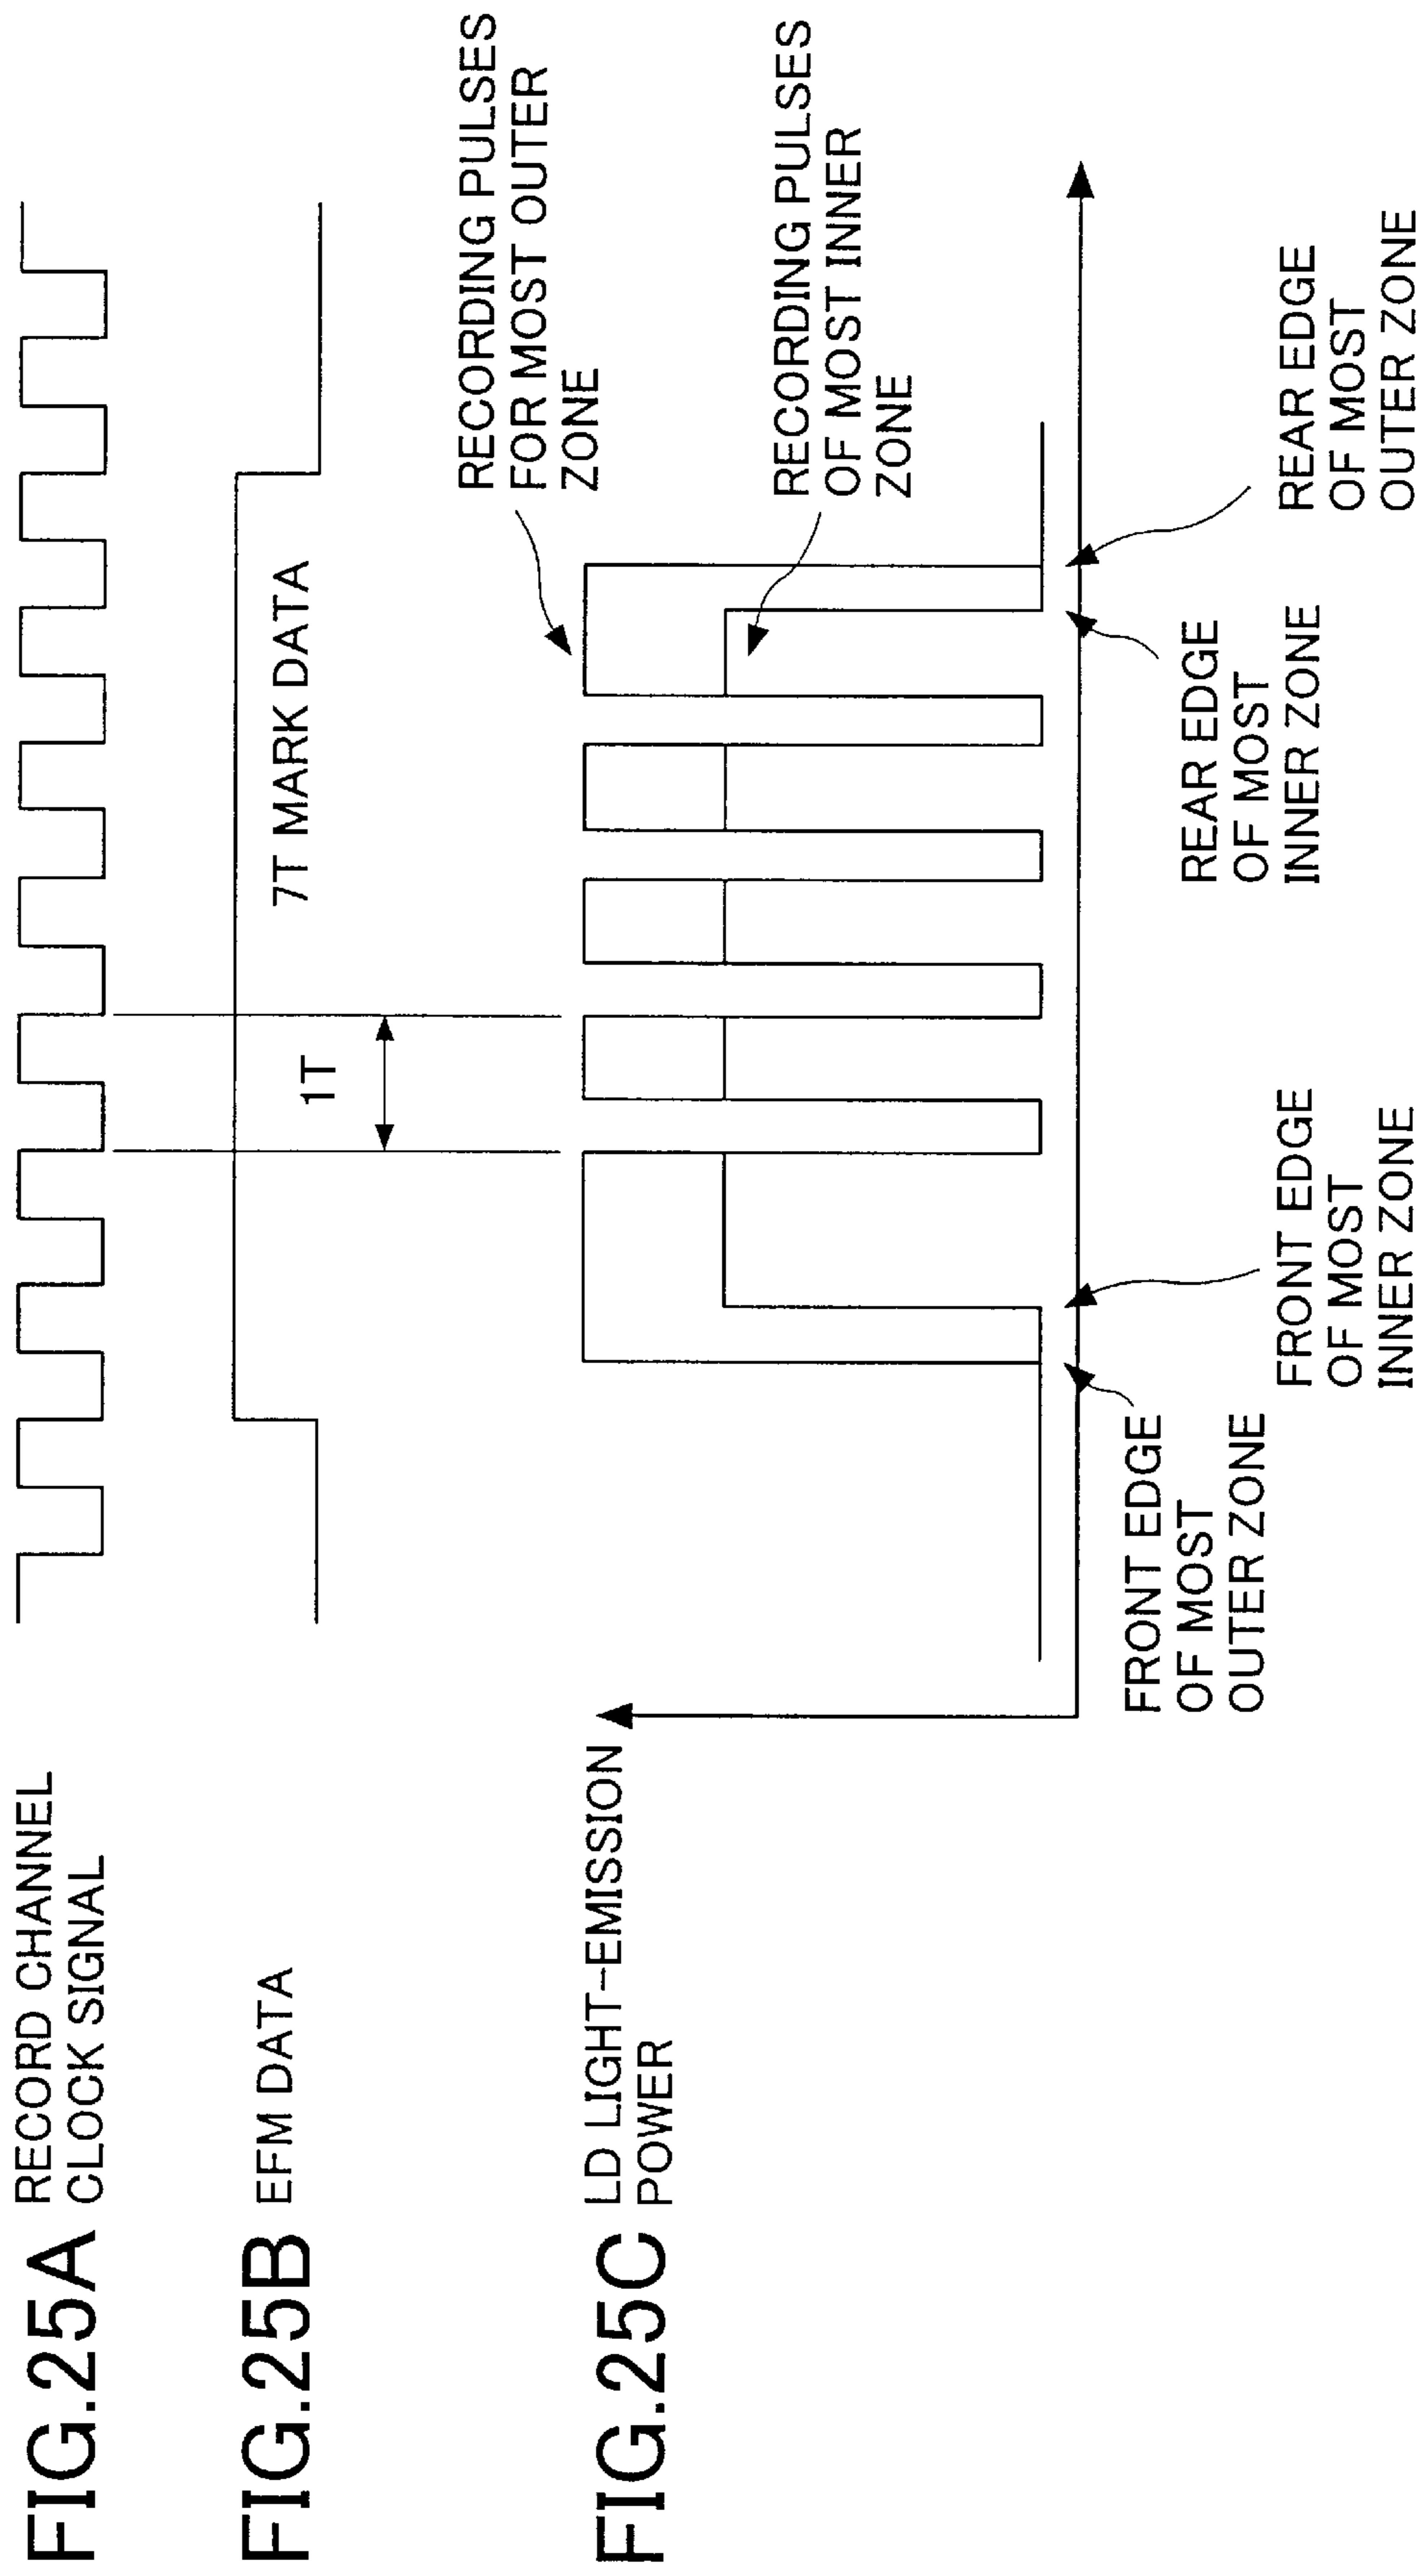 FIG.25A RECORD CHANNEL
CLOCK SIGNAL
FIG.25B EFM DATA
7T MARK DATA
1T
FIG.25C LD LIGHT-EMISSION
POWER
RECORDING PULSES
FOR MOST OUTER
ZONE
RECORDING PULSES
OF MOST INNER
ZONE
FRONT EDGE
OF MOST
OUTER ZONE
FRONT EDGE
OF MOST
INNER ZONE
REAR EDGE
OF MOST
INNER ZONE
REAR EDGE
OF MOST
OUTER ZONE